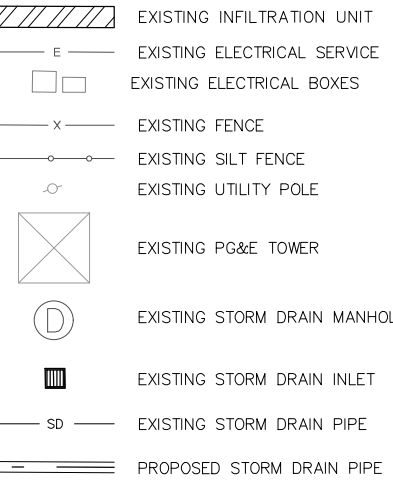 EXISTING INFILTRATION UNIT
E EXISTING ELECTRICAL SERVICE
EXISTING ELECTRICAL BOXES
X EXISTING FENCE
EXISTING SILT FENCE
EXISTING UTILITY POLE
EXISTING PG&E TOWER
D EXISTING STORM DRAIN MANHOL
EXISTING STORM DRAIN INLET
SD EXISTING STORM DRAIN PIPE
PROPOSED STORM DRAIN PIPE